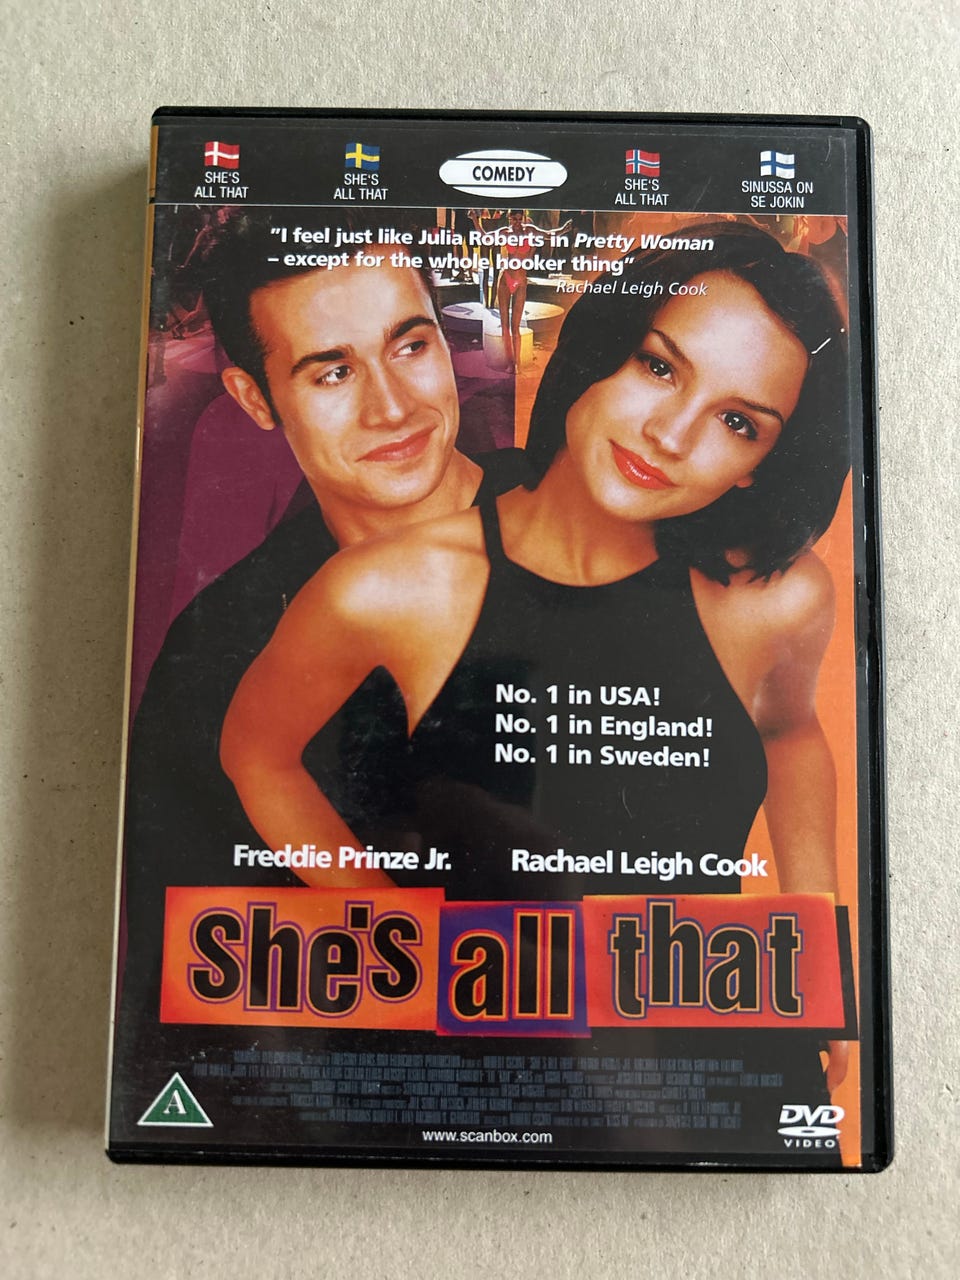 SHE'S
ALL THAT
SHE'S
ALL THAT
COMEDY
SHE'S
ALL THAT
SINUSSA ON
SE JOKIN
"I feel just like Julia Roberts in Pretty Woman
– except for the whole hooker thing"
Rachael Leigh Cook
No. 1 in USA!
No. 1 in England!
No. 1 in Sweden!
Freddie Prinze Jr. Rachael Leigh Cook
she's all that
A
www.scanbox.com
DVD
VIDEO